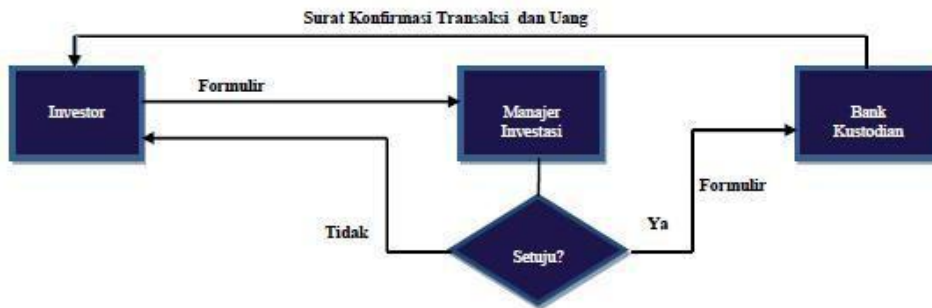 Surat Konfirmasi Transaksi dan Uang
Formulir
Investor
Manajer
Investasi
Bank
Kustodian
Formulir
Tidak
Ya
Setuju?